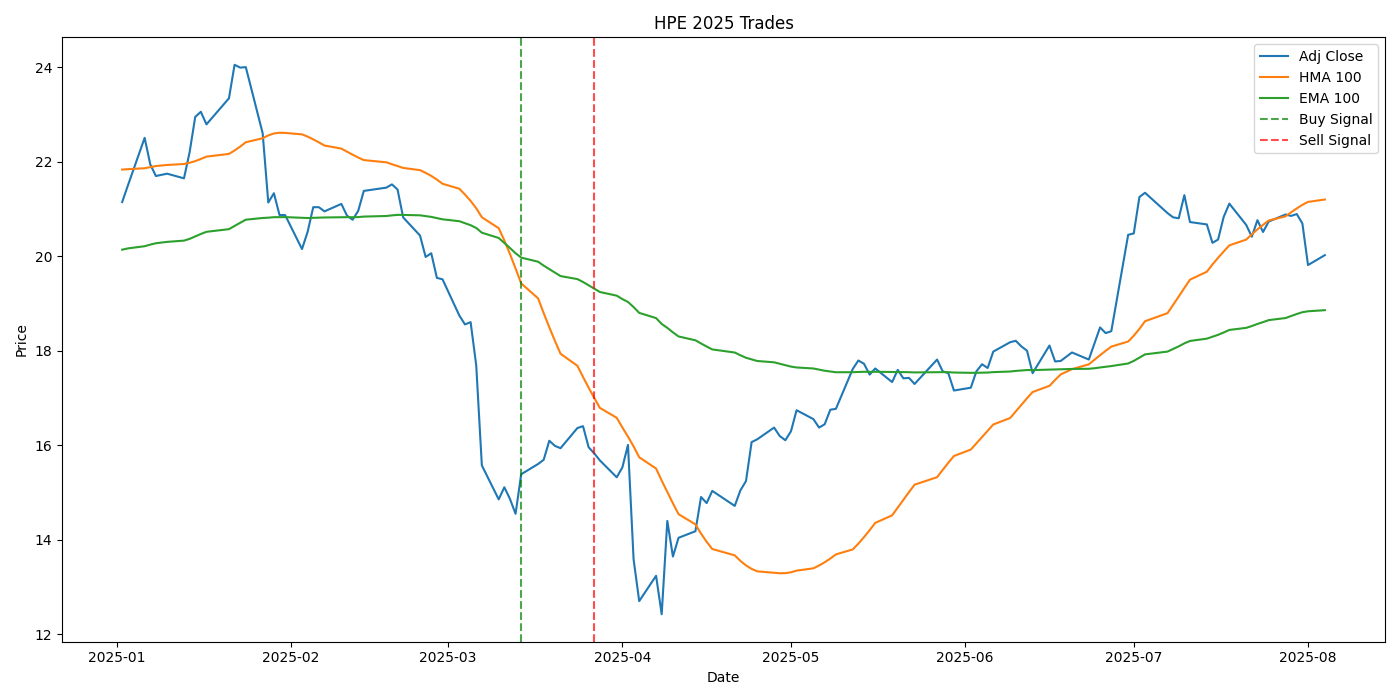 HPE 2025 Trades
Adj Close
HMA 100
EMA 100
Buy Signal
Sell Signal
Price
24
22
20
18
16
14
12
2025-01
2025-02
2025-03
2025-04
2025-05
2025-06
2025-07
2025-08
Date